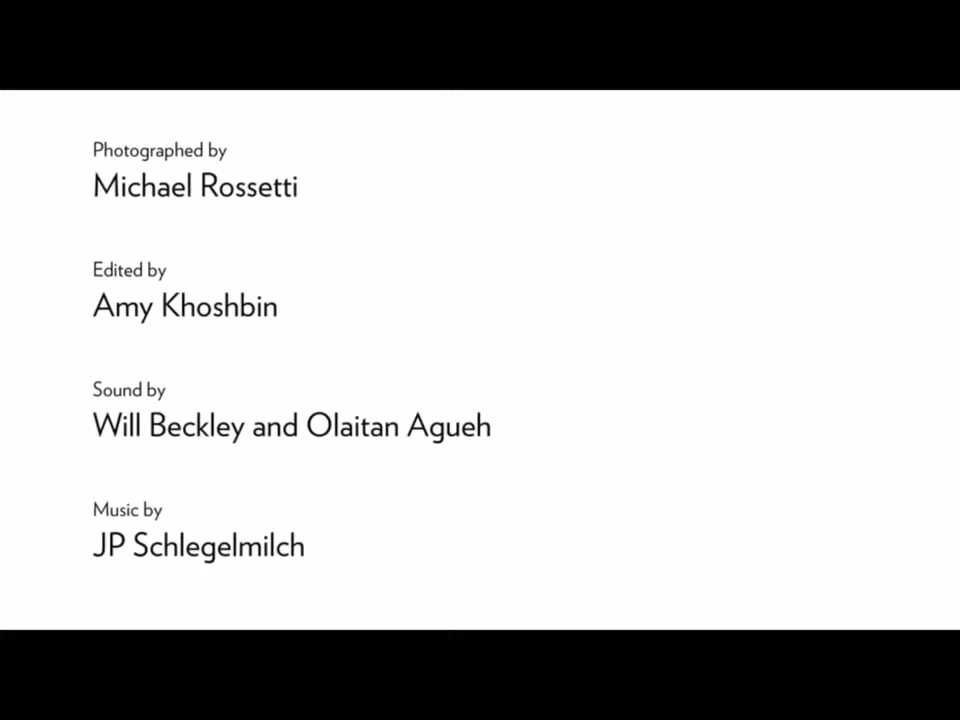 Photographed by
Michael Rossetti
Edited by
Amy Khoshbin
Sound by
Will Beckley and Olaitan Agueh
Music by
JP Schlegelmilch